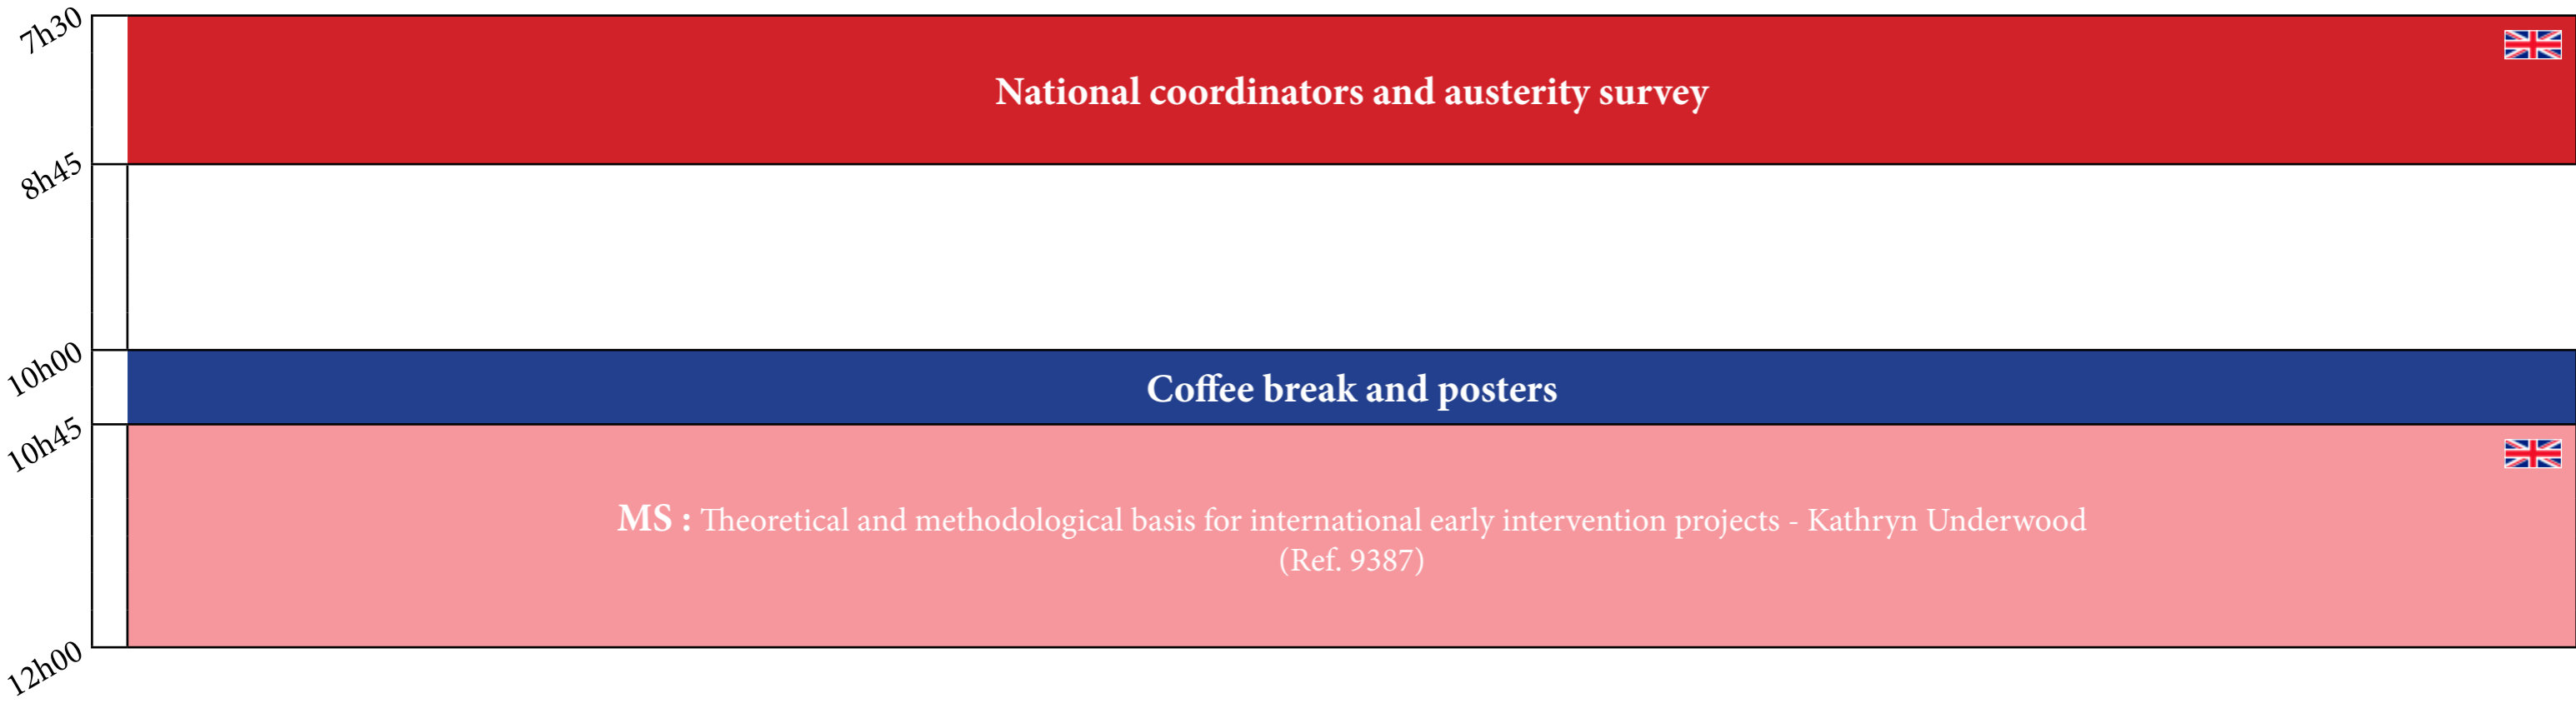 7h30
National coordinators and austerity survey
8h45
10h00
Coffee break and posters
10h45
MS : Theoretical and methodological basis for international early intervention projects - Kathryn Underwood
(Ref. 9387)
12h00